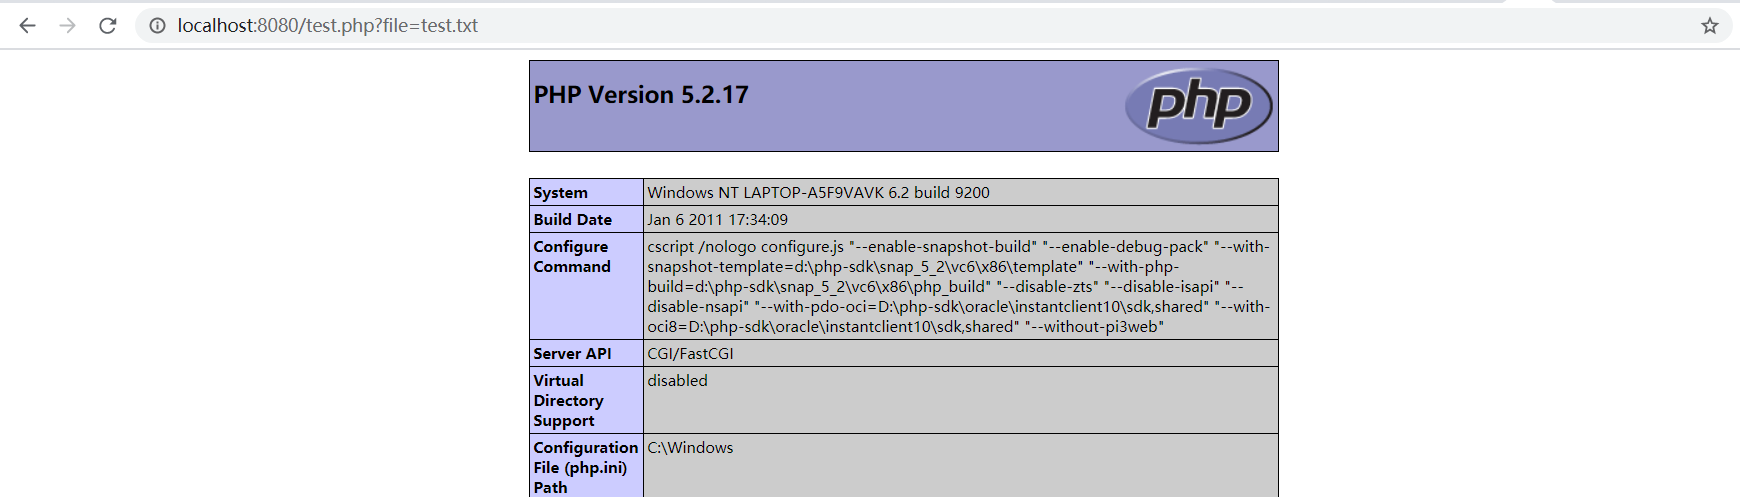 localhost:8080/test.php?file=test.txt
PHP Version 5.2.17
php
System
Windows NT LAPTOP-A5F9VAVK 6.2 build 9200
Build Date
Jan 6 2011 17:34:09
Configure
Command
cscript /nologo configure.js "--enable-snapshot-build" "--enable-debug-pack" "--with-
snapshot-template=d:\php-sdk\snap_5_2\vc6\x86\template" "--with-php-
build=d:\php-sdk\snap_5_2\vc6\x86\php_build" "--disable-zts" "--disable-isapi" "--
disable-nsapi" "--with-pdo-oci=D:\php-sdk\oracle\instantclient10\sdk,shared" "--with-
oci8=D:\php-sdk\oracle\instantclient10\sdk,shared" "--without-pi3web"
Server API
CGI/FastCGI
Virtual
Directory
Support
disabled
Configuration
File (php.ini)
Path
C:\Windows